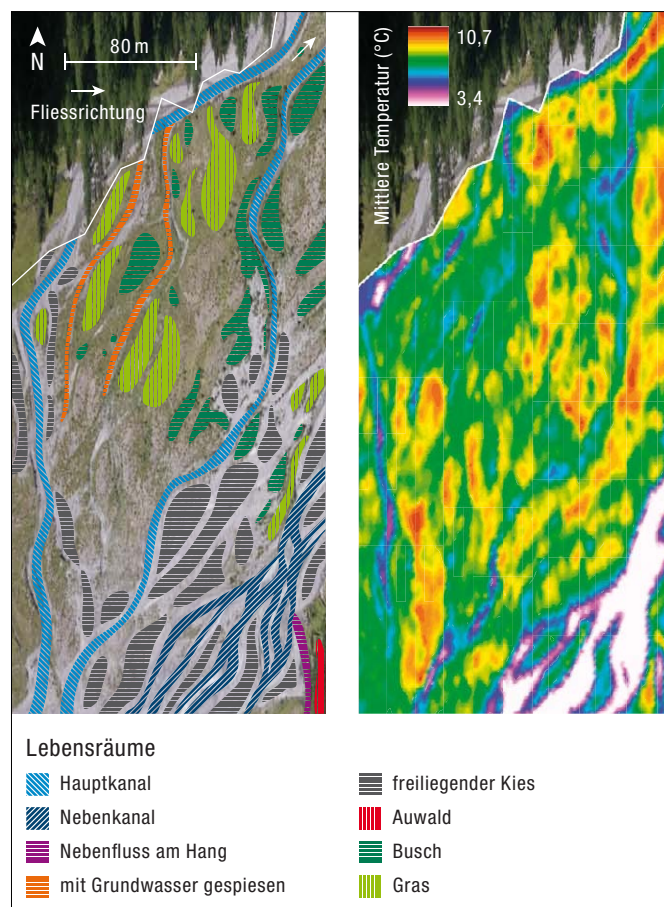 80 m
N
Fliessrichtung
Mittlere Temperatur (°C)
10,7
3,4
Lebensräume
Hauptkanal
Nebenkanal
Nebenfluss am Hang
mit Grundwasser gespiesen
freiliegender Kies
Auwald
Busch
Gras